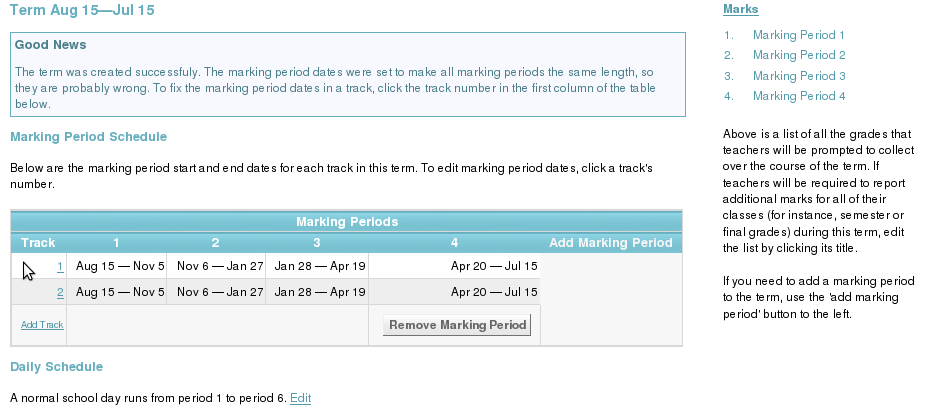 Term Aug 15—Jul 15
Good News
The term was created successfuly. The marking period dates were set to make all marking periods the same length, so
they are probably wrong. To fix the marking period dates in a track, click the track number in the first column of the table
below.
Marking Period Schedule
Below are the marking period start and end dates for each track in this term. To edit marking period dates, click a track's
number.
Marking Periods
Track 1 2 3 4 Add Marking Period
1 Aug 15 — Nov 5 Nov 6 — Jan 27 Jan 28 — Apr 19 Apr 20 — Jul 15
2 Aug 15 — Nov 5 Nov 6 — Jan 27 Jan 28 — Apr 19 Apr 20 — Jul 15
Add Track Remove Marking Period
Daily Schedule
A normal school day runs from period 1 to period 6. Edit
Marks
1. Marking Period 1
2. Marking Period 2
3. Marking Period 3
4. Marking Period 4
Above is a list of all the grades that
teachers will be prompted to collect
over the course of the term. If
teachers will be required to report
additional marks for all of their
classes (for instance, semester or
final grades) during this term, edit
the list by clicking its title.
If you need to add a marking period
to the term, use the 'add marking
period' button to the left.